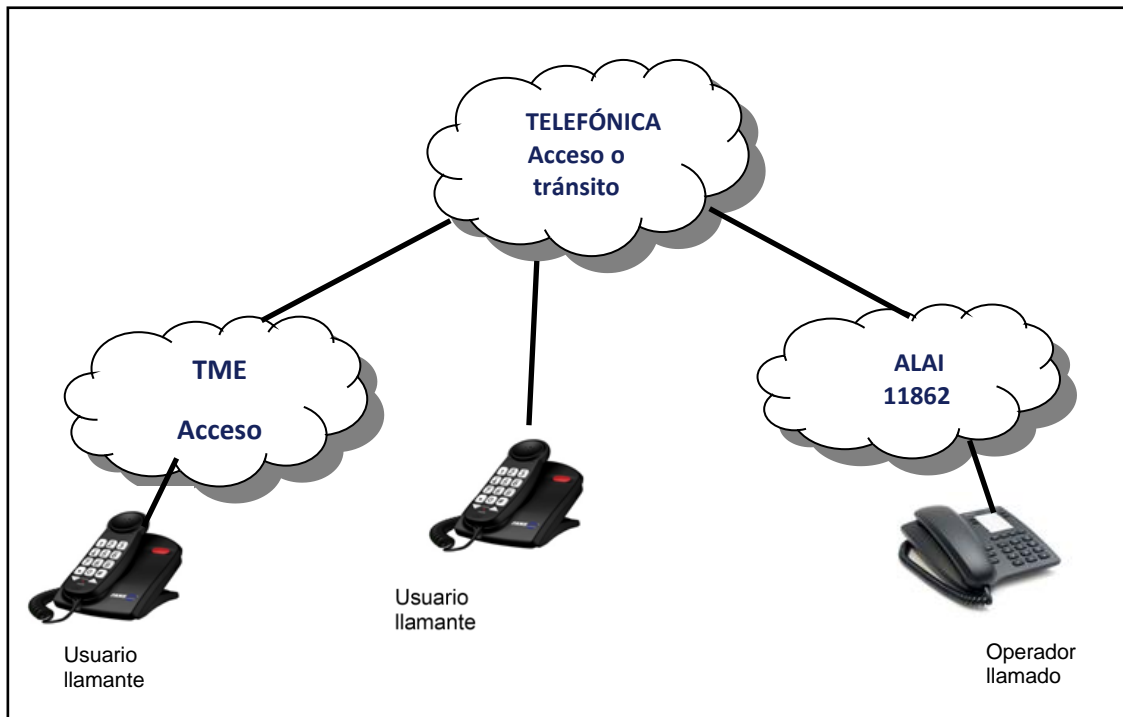 TELEFÓNICA
Acceso o
tránsito
TME
Acceso
ALAI
11862
Usuario
llamante
Usuario
llamante
Operador
llamado